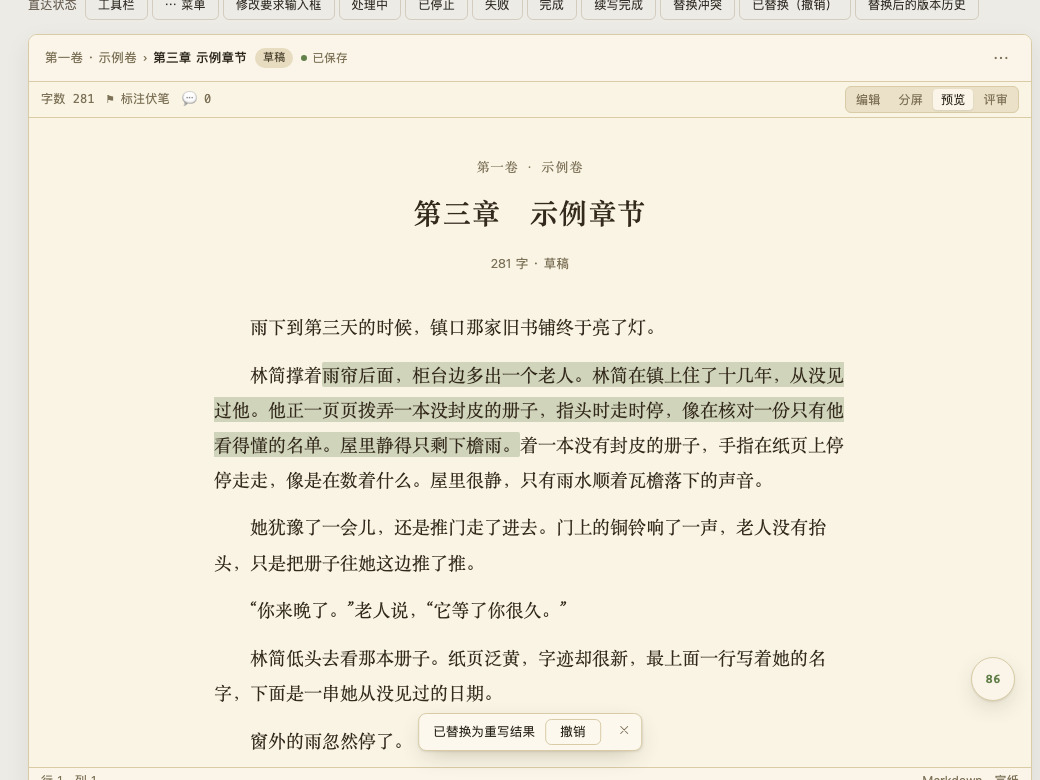 直达状态 工具栏 ··· 菜单 修改要求输入框 处理中 已停止 失败 完成 续写完成 替换冲突 已替换（撤销） 替换后的版本历史
第一卷 · 示例卷 › 第三章 示例章节 草稿 已保存 ···
字数 281 标注伏笔 0 编辑 分屏 预览 评审
第一卷 · 示例卷
第三章 示例章节
281 字 · 草稿
雨下到第三天的时候，镇口那家旧书铺终于亮了灯。
林简撑着雨帘后面，柜台边多出一个老人。林简在镇上住了十几年，从没见
过他。他正一页页拨弄一本没封皮的册子，指头时走时停，像在核对一份只有他
看得懂的名单。屋里静得只剩下檐雨。着一本没有封皮的册子，手指在纸页上停
停走走，像是在数着什么。屋里很静，只有雨水顺着瓦檐落下的声音。
她犹豫了一会儿，还是推门走了进去。门上的铜铃响了一声，老人没有抬
头，只是把册子往她这边推了推。
“你来晚了。”老人说，“它等了你很久。”
林简低头去看那本册子。纸页泛黄，字迹却很新，最上面一行写着她的名
字，下面是一串她从没见过的日期。
86
窗外的雨忽然停了。
已替换为重写结果 撤销 ×
行 1，列 1 Markdown 宣纸